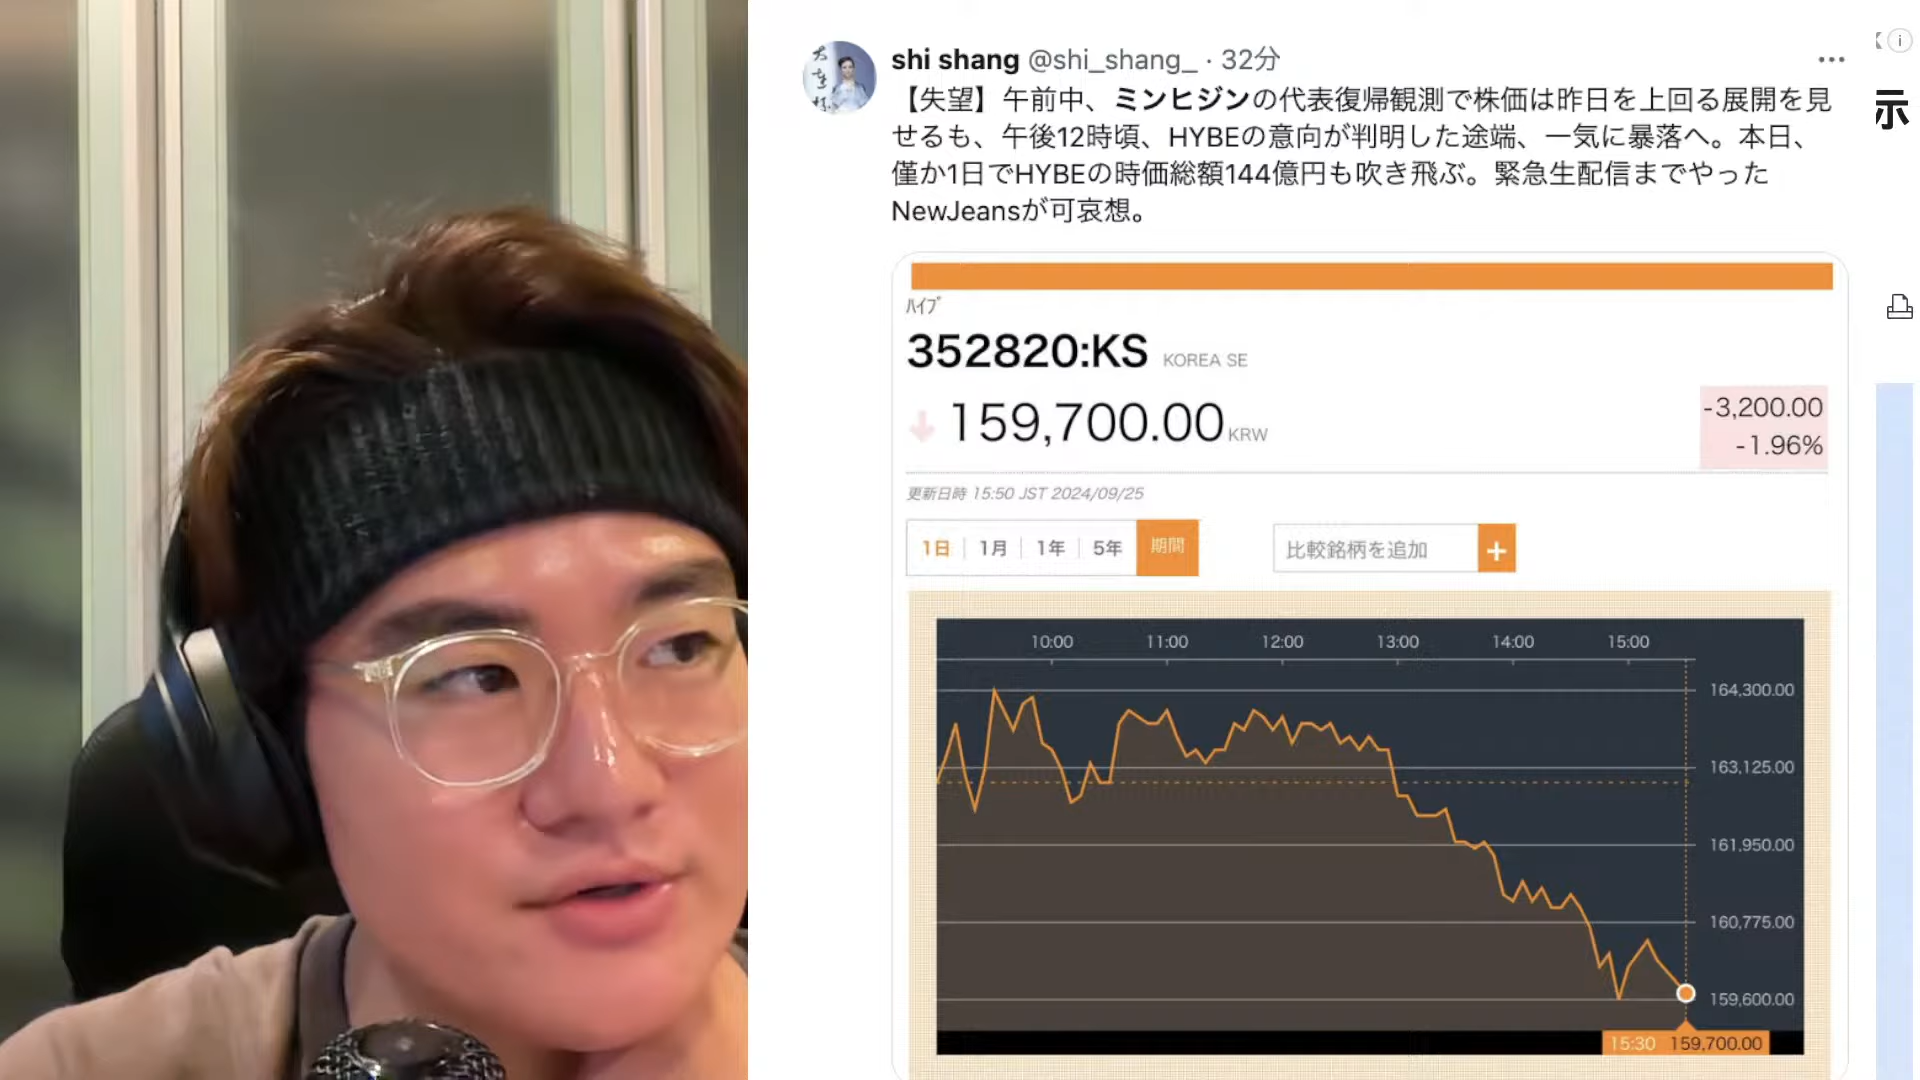 shi shang @shi_shang_ · 32分
【失望】午前中、ミンヒジンの代表復帰観測で株価は昨日を上回る展開を見
せるも、午後12時頃、HYBEの意向が判明した途端、一気に暴落へ。本日、
僅か1日でHYBEの時価総額144億円も吹き飛ぶ。緊急生配信までやった
NewJeansが可哀想。
示
ﾊｲﾌﾞ
352820:KS KOREA SE
159,700.00 KRW
-3,200.00
-1.96%
更新日時 15:50 JST 2024/09/25
1日 1月 1年 5年 期間
比較銘柄を追加 +
10:00 11:00 12:00 13:00 14:00 15:00
164,300.00
163,125.00
161,950.00
160,775.00
159,600.00
15:30 159,700.00